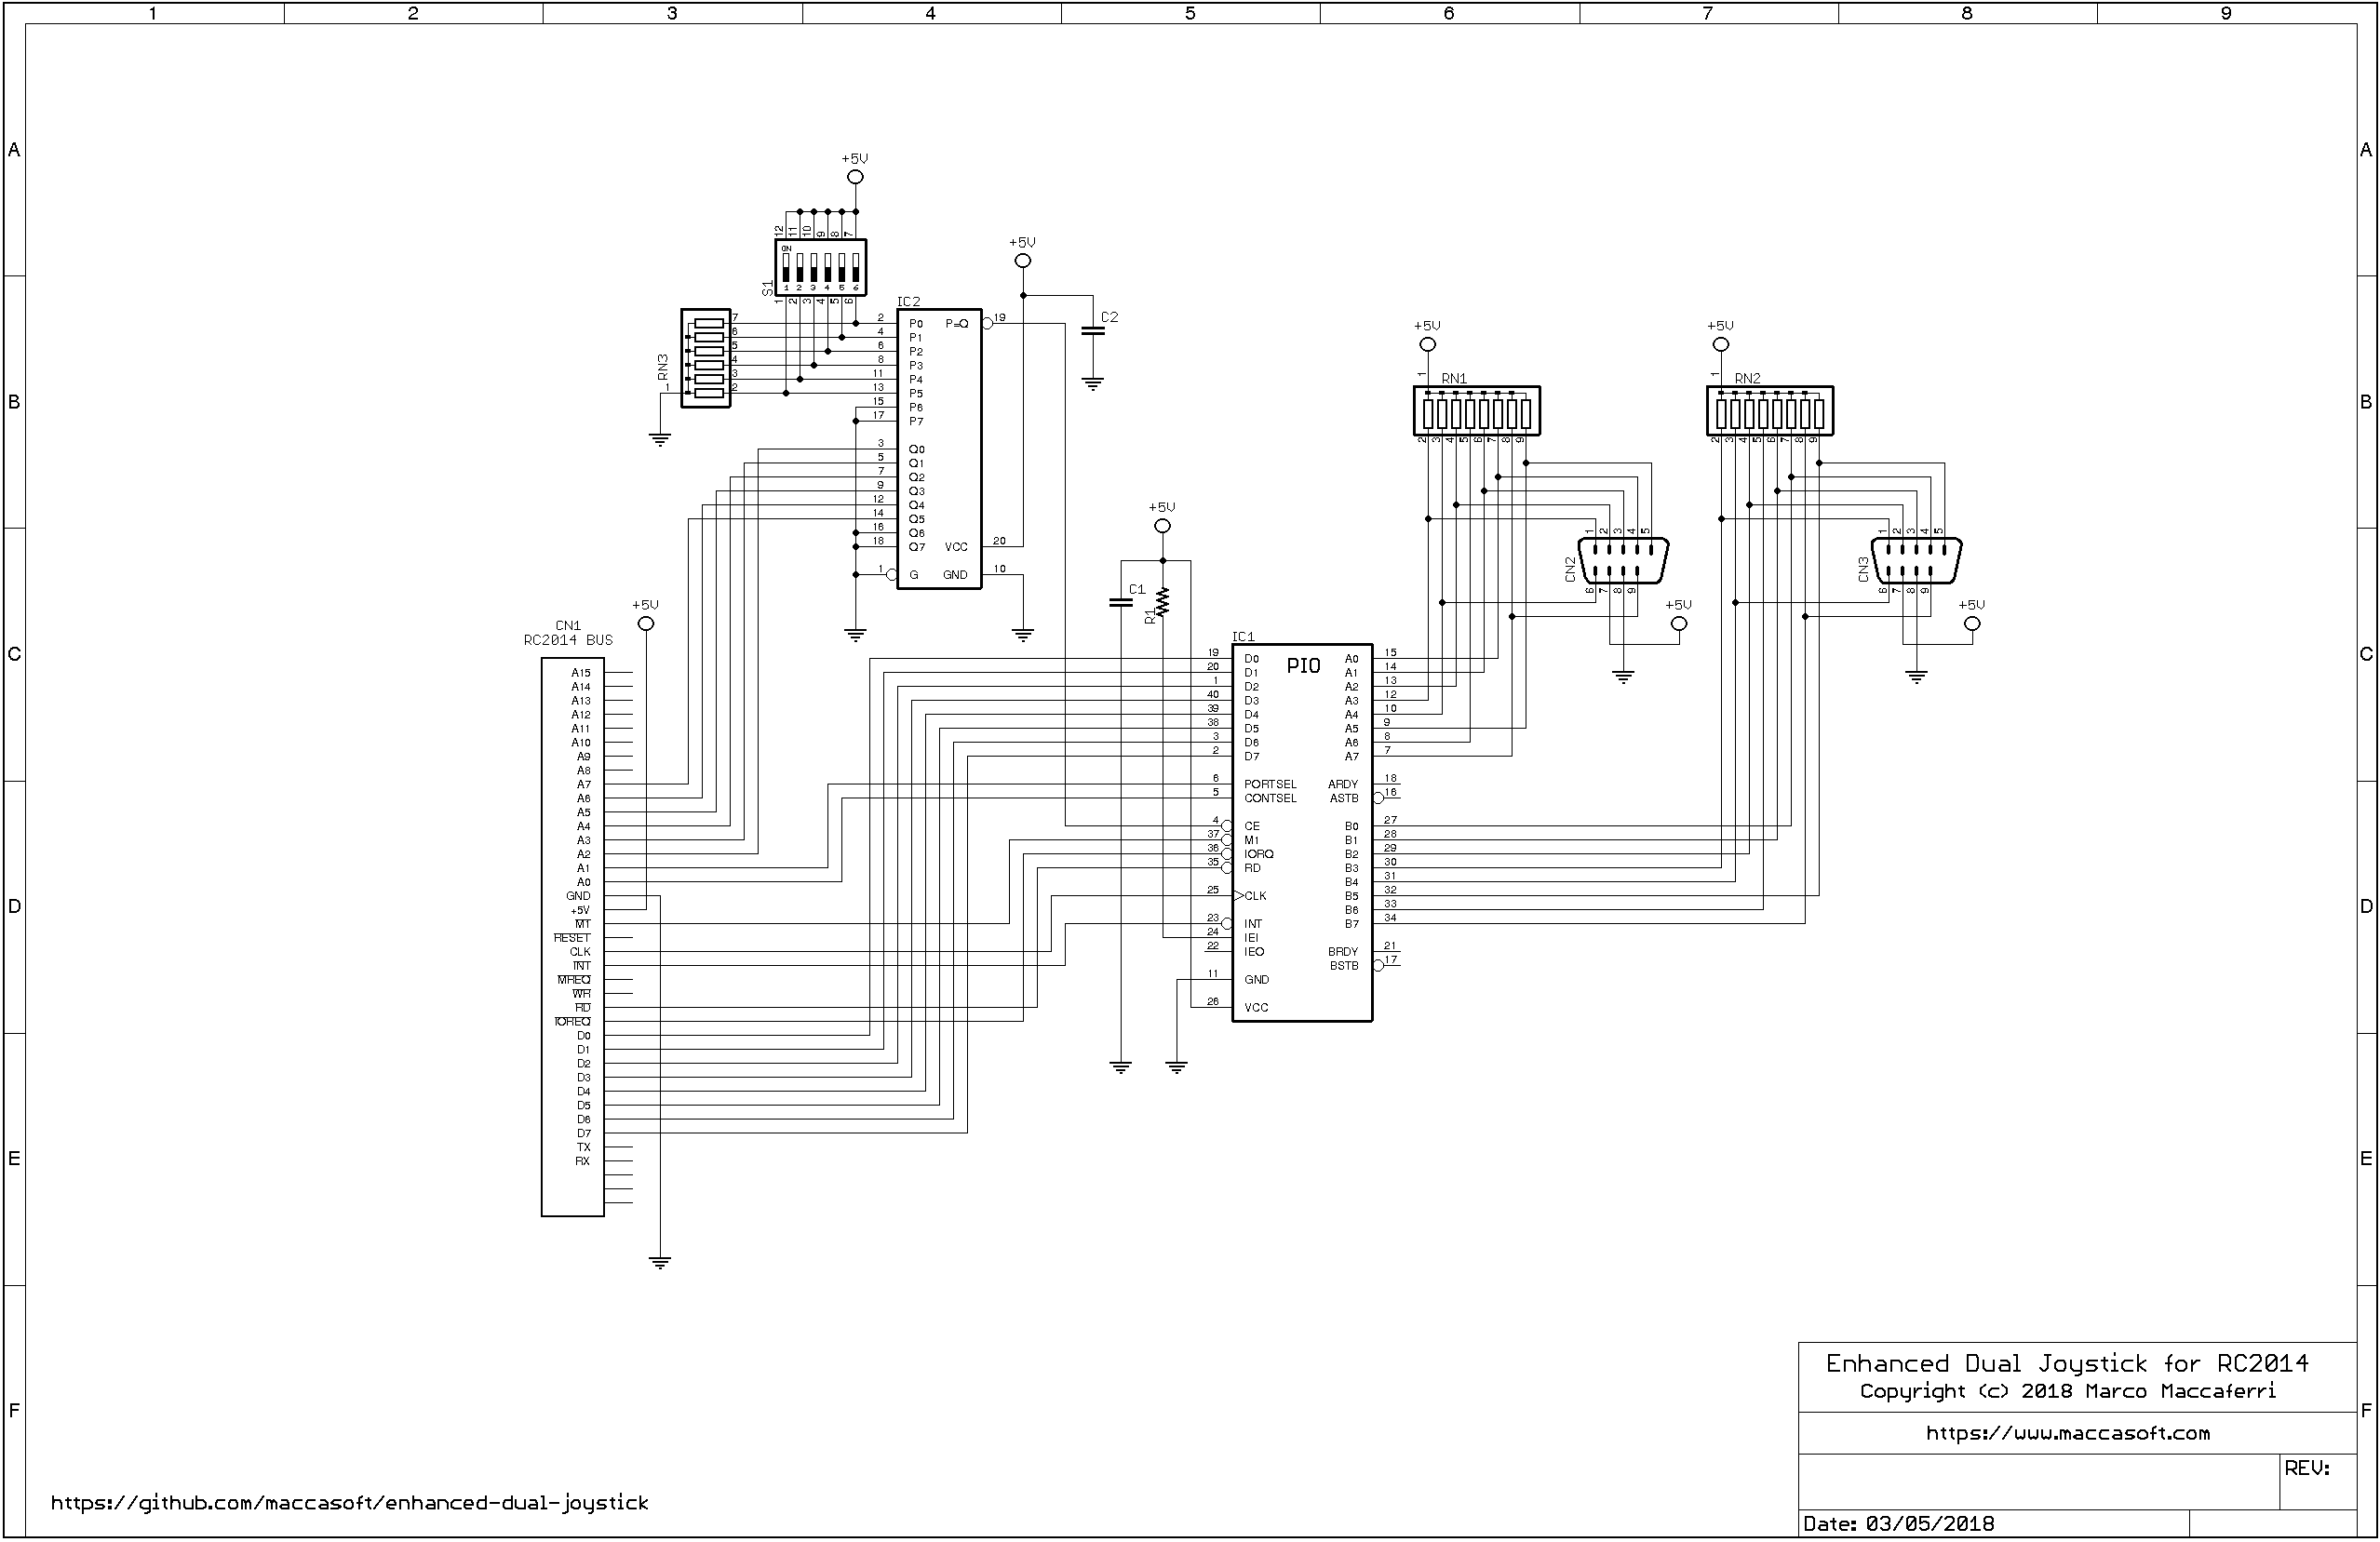 1 2 3 4 5 6 7 8 9
A A
B B
C C
D D
E E
F F
+5V
12 11 10 9 8 7
ON
1 2 3 4 5 6
S1
1 2 3 4 5 6
RN3
7
6
5
4
3
1 2
+5V
C2
IC2
2 P0 P=Q 19
4 P1
6 P2
8 P3
11 P4
13 P5
15 P6
17 P7
3 Q0
5 Q1
7 Q2
9 Q3
12 Q4
14 Q5
16 Q6
18 Q7 VCC 20
1 G GND 10
+5V
1 RN1
2 3 4 5 6 7 8 9
1 2 3 4 5
CN2
6 7 8 9
+5V
+5V
1 RN2
2 3 4 5 6 7 8 9
1 2 3 4 5
CN3
6 7 8 9
+5V
+5V
C1
R1
+5V
CN1
RC2014 BUS
A15
A14
A13
A12
A11
A10
A9
A8
A7
A6
A5
A4
A3
A2
A1
A0
GND
+5V
M1
RESET
CLK
INT
MREQ
WR
RD
IOREQ
D0
D1
D2
D3
D4
D5
D6
D7
TX
RX
IC1
PIO
19 D0 A0 15
20 D1 A1 14
1 D2 A2 13
40 D3 A3 12
39 D4 A4 10
38 D5 A5 9
3 D6 A6 8
2 D7 A7 7
6 PORTSEL ARDY 18
5 CONTSEL ASTB 16
4 CE B0 27
37 M1 B1 28
36 IORQ B2 29
35 RD B3 30
B4 31
25 CLK B5 32
B6 33
23 INT B7 34
24 IEI
22 IEO BRDY 21
BSTB 17
11 GND
26 VCC
Enhanced Dual Joystick for RC2014
Copyright (c) 2018 Marco Maccaferri
https://www.maccasoft.com
REV:
Date: 03/05/2018
https://github.com/maccasoft/enhanced-dual-joystick